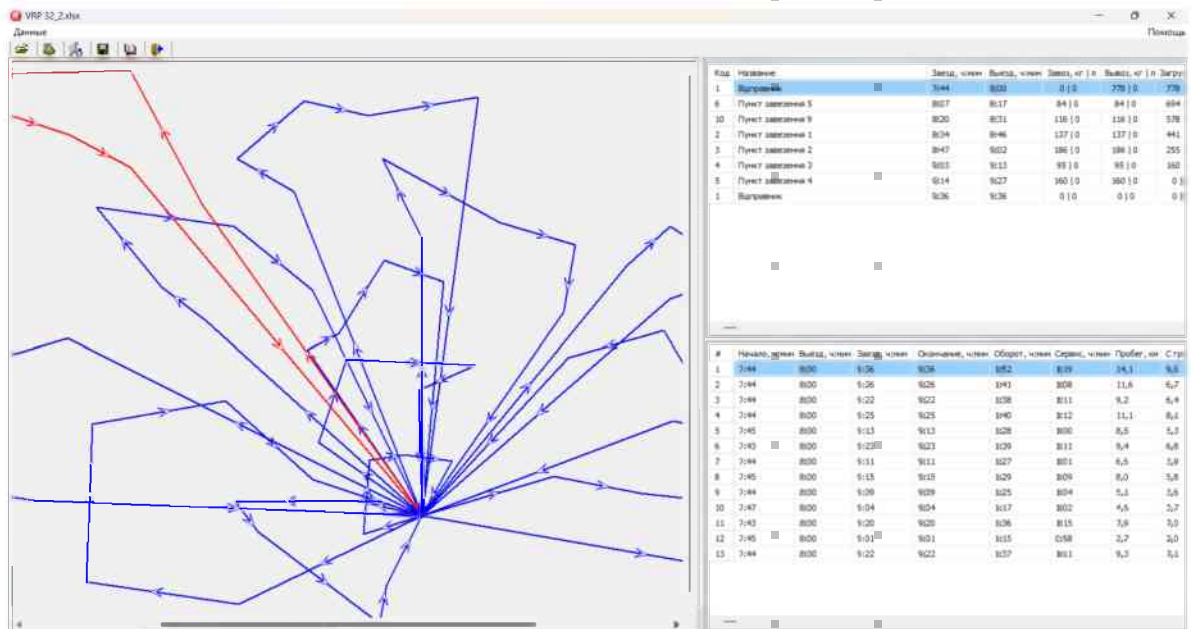 VRP 32_2.xlsx
Данные Помощь
Код Название Заезд, ч:мин Выезд, ч:мин Завоз, кг | л Вывоз, кг | л Загру
1 Відправник 7:44 8:00 0 | 0 778 | 0 778
6 Пункт завезення 5 8:07 8:17 84 | 0 84 | 0 694
10 Пункт завезення 9 8:20 8:31 116 | 0 116 | 0 578
2 Пункт завезення 1 8:34 8:46 137 | 0 137 | 0 441
3 Пункт завезення 2 8:47 9:02 186 | 0 186 | 0 255
4 Пункт завезення 3 9:03 9:13 95 | 0 95 | 0 160
5 Пункт завезення 4 9:14 9:27 160 | 0 160 | 0 0 |
1 Відправник 9:36 9:36 0 | 0 0 | 0 0 |
# Начало, ч:мин Выезд, ч:мин Заезд, ч:мин Окончание, ч:мин Оборот, ч:мин Сервис, ч:мин Пробег, км С гру
1 7:44 8:00 9:36 9:36 1:52 1:19 14,1 9,6
2 7:44 8:00 9:26 9:26 1:41 1:08 11,6 6,7
3 7:44 8:00 9:22 9:22 1:38 1:11 9,2 6,4
4 7:44 8:00 9:25 9:25 1:40 1:12 11,1 8,1
5 7:45 8:00 9:13 9:13 1:28 1:00 8,5 5,3
6 7:43 8:00 9:23 9:23 1:39 1:11 9,4 6,8
7 7:44 8:00 9:11 9:11 1:27 1:01 6,5 3,8
8 7:45 8:00 9:15 9:15 1:29 1:09 8,0 5,8
9 7:44 8:00 9:09 9:09 1:25 1:04 5,1 3,6
10 7:47 8:00 9:04 9:04 1:17 1:02 4,5 2,7
11 7:43 8:00 9:20 9:20 1:36 1:15 7,9 3,0
12 7:45 8:00 9:01 9:01 1:15 0:58 2,7 2,0
13 7:44 8:00 9:22 9:22 1:37 1:11 9,3 7,1